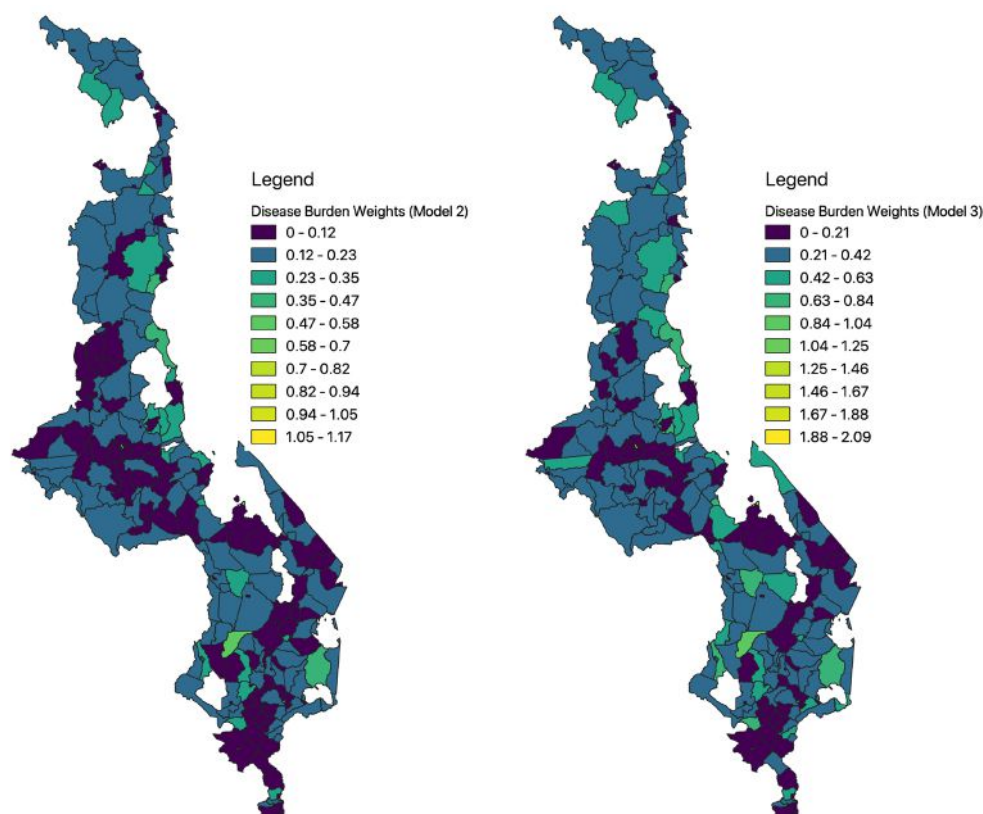 Legend
Disease Burden Weights (Model 2)
0 - 0.12
0.12 - 0.23
0.23 - 0.35
0.35 - 0.47
0.47 - 0.58
0.58 - 0.7
0.7 - 0.82
0.82 - 0.94
0.94 - 1.05
1.05 - 1.17
Legend
Disease Burden Weights (Model 3)
0 - 0.21
0.21 - 0.42
0.42 - 0.63
0.63 - 0.84
0.84 - 1.04
1.04 - 1.25
1.25 - 1.46
1.46 - 1.67
1.67 - 1.88
1.88 - 2.09